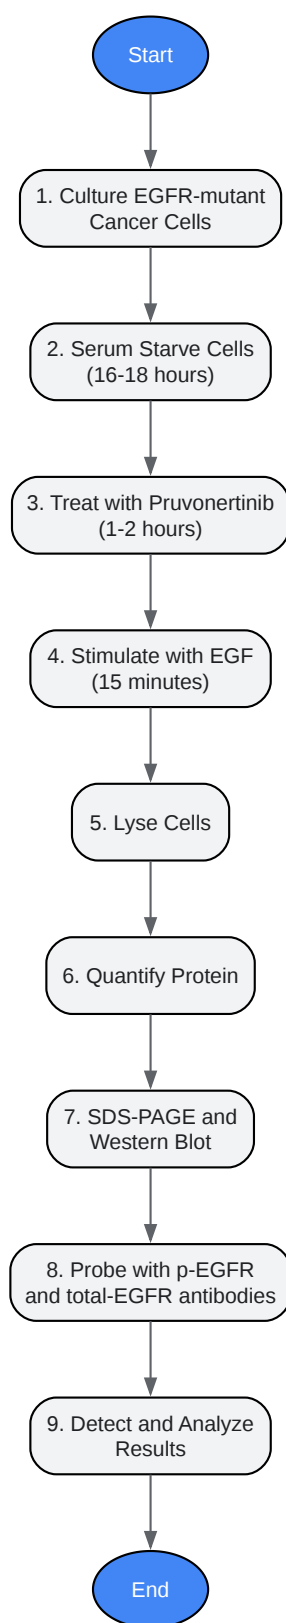 Start
1. Culture EGFR-mutant
Cancer Cells
2. Serum Starve Cells
(16-18 hours)
3. Treat with Pruvonertinib
(1-2 hours)
4. Stimulate with EGF
(15 minutes)
5. Lyse Cells
6. Quantify Protein
7. SDS-PAGE and
Western Blot
8. Probe with p-EGFR
and total-EGFR antibodies
9. Detect and Analyze
Results
End